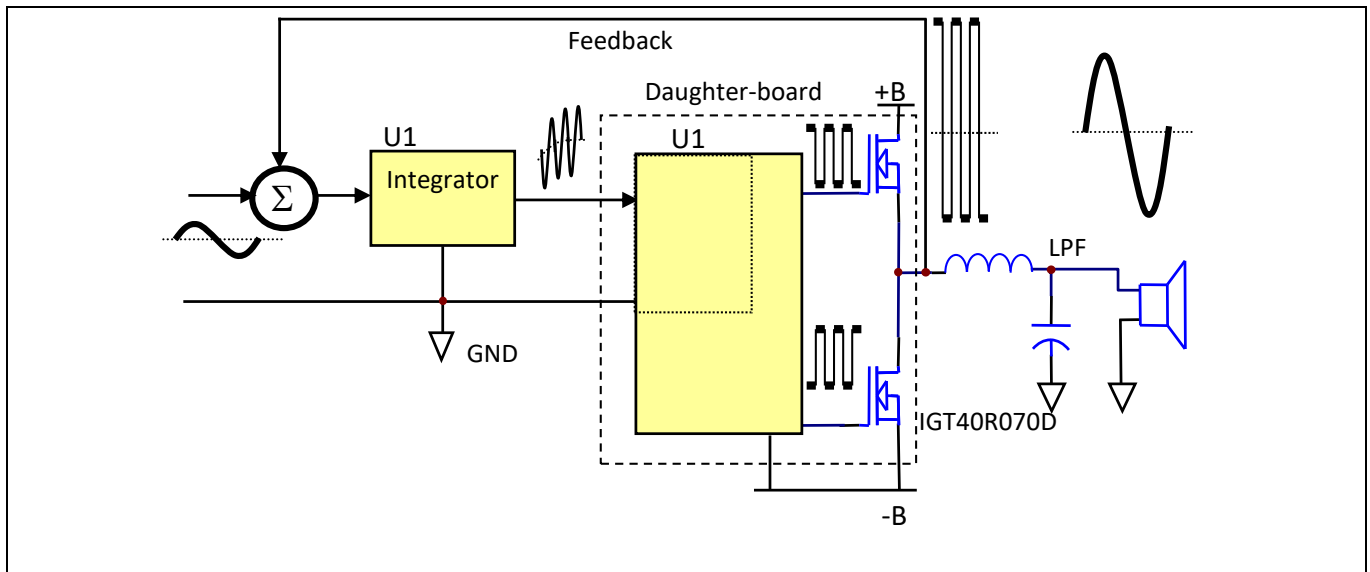 Feedback
Daughter-board
+B
U1
U1
Integrator
Σ
LPF
GND
IGT40R070D
-B